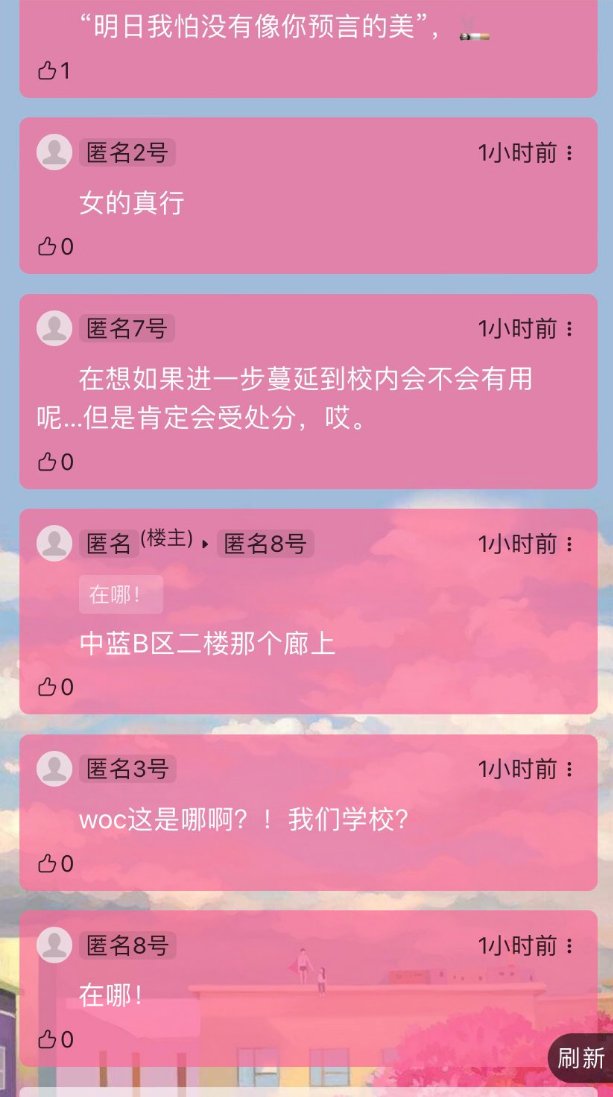 “明日我怕没有像你预言的美”，🚬
1
匿名2号
1小时前
女的真行
0
匿名7号
1小时前
在想如果进一步蔓延到校内会不会有用
呢...但是肯定会受处分，哎。
0
匿名(楼主)
匿名8号
1小时前
在哪！
中蓝B区二楼那个廊上
0
匿名3号
1小时前
woc这是哪啊？！我们学校？
0
匿名8号
1小时前
在哪！
0
刷新